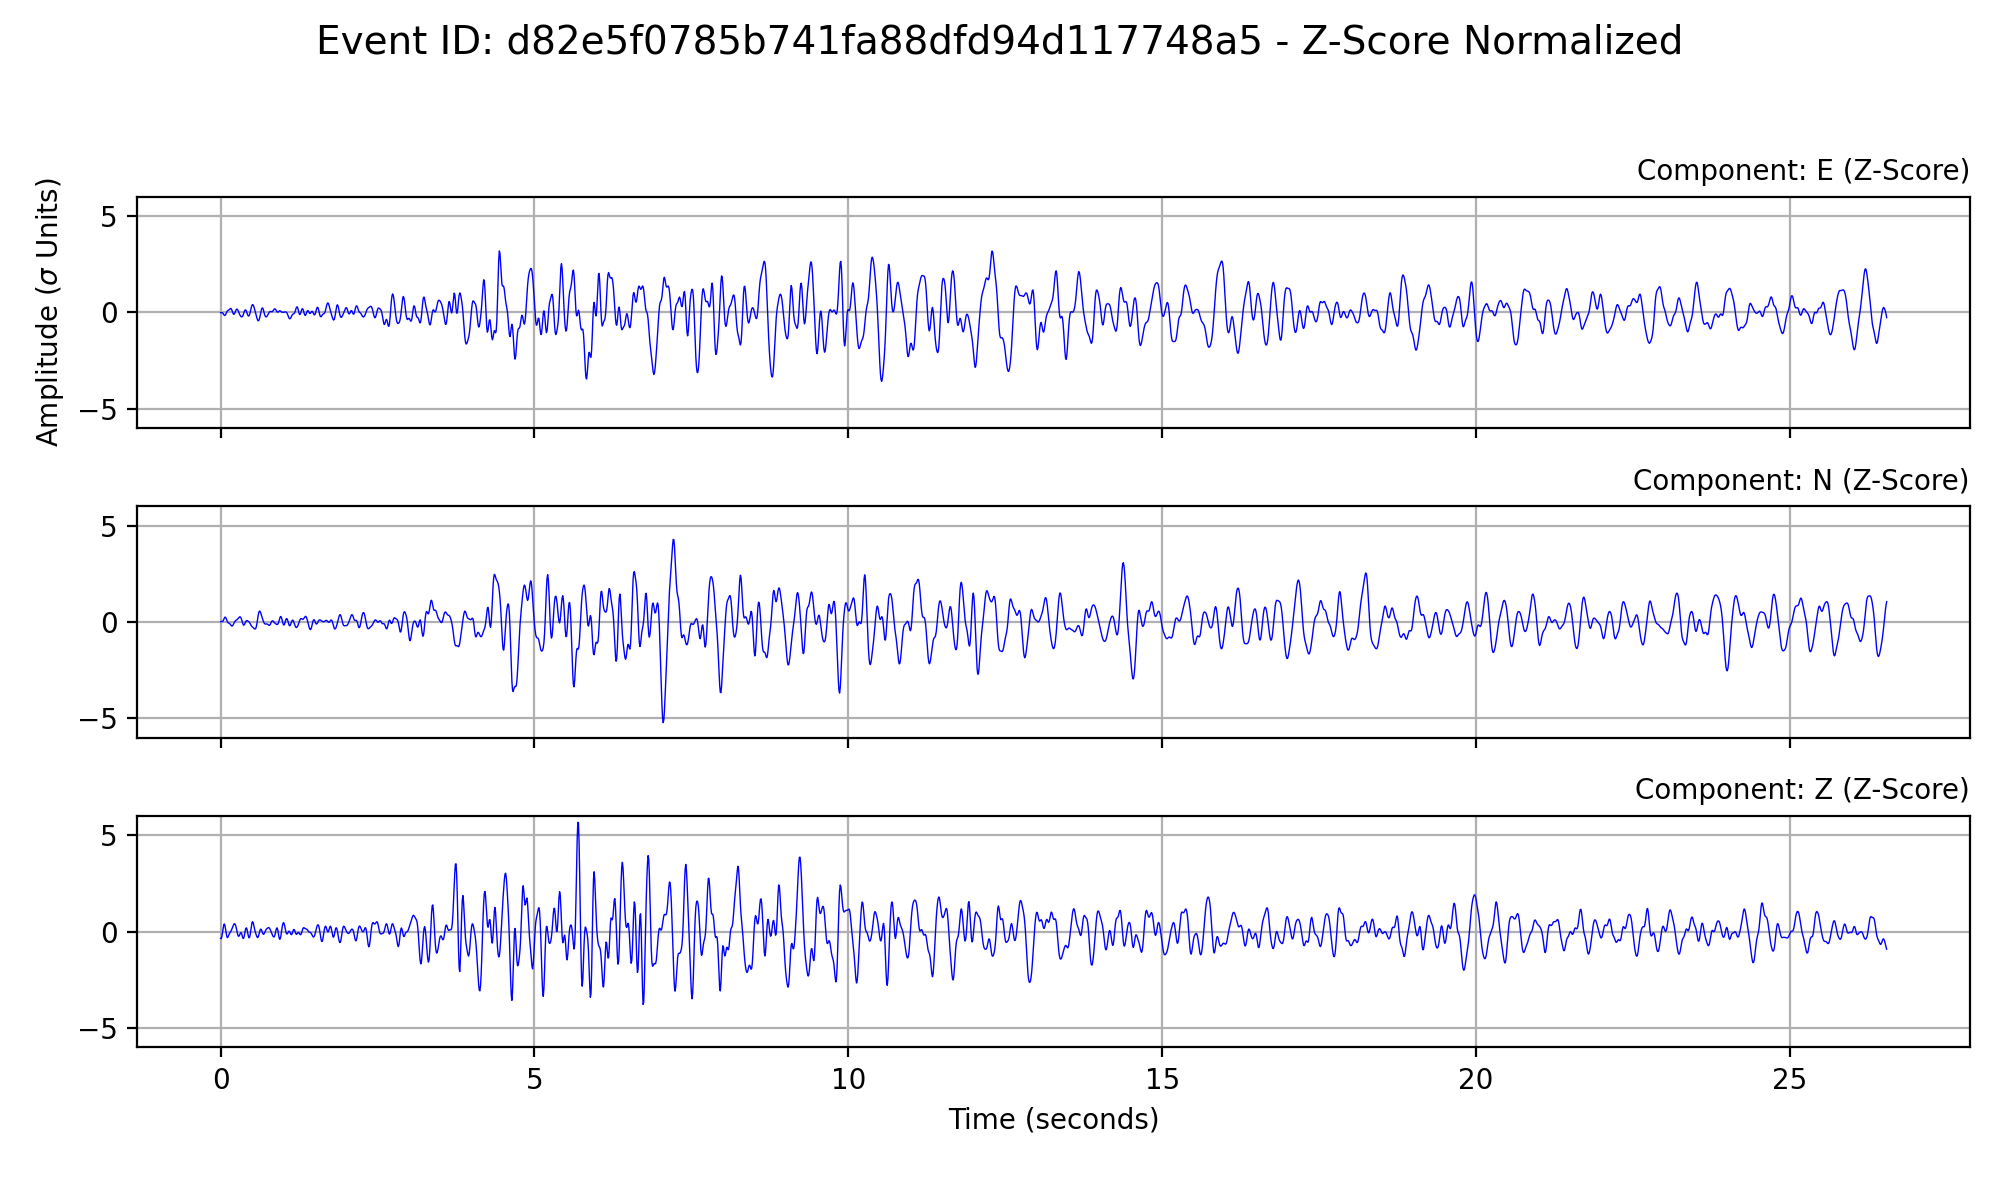 Event ID: d82e5f0785b741fa88dfd94d117748a5 - Z-Score Normalized
Component: E (Z-Score)
Amplitude (σ Units)
5
0
−5
Component: N (Z-Score)
5
0
−5
Component: Z (Z-Score)
5
0
−5
0 5 10 15 20 25
Time (seconds)